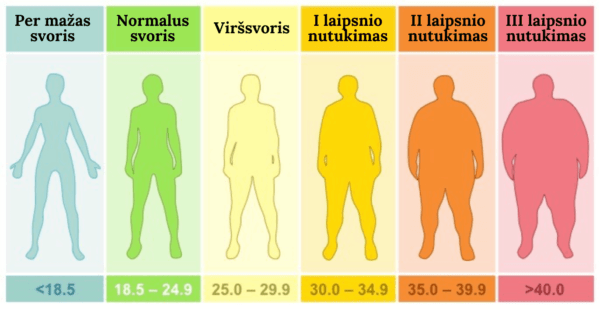 Per mažas
svoris
Normalus
svoris
Viršsvoris
I laipsnio
nutukimas
II laipsnio
nutukimas
III laipsnio
nutukimas
<18.5
18.5 – 24.9
25.0 – 29.9
30.0 – 34.9
35.0 – 39.9
>40.0